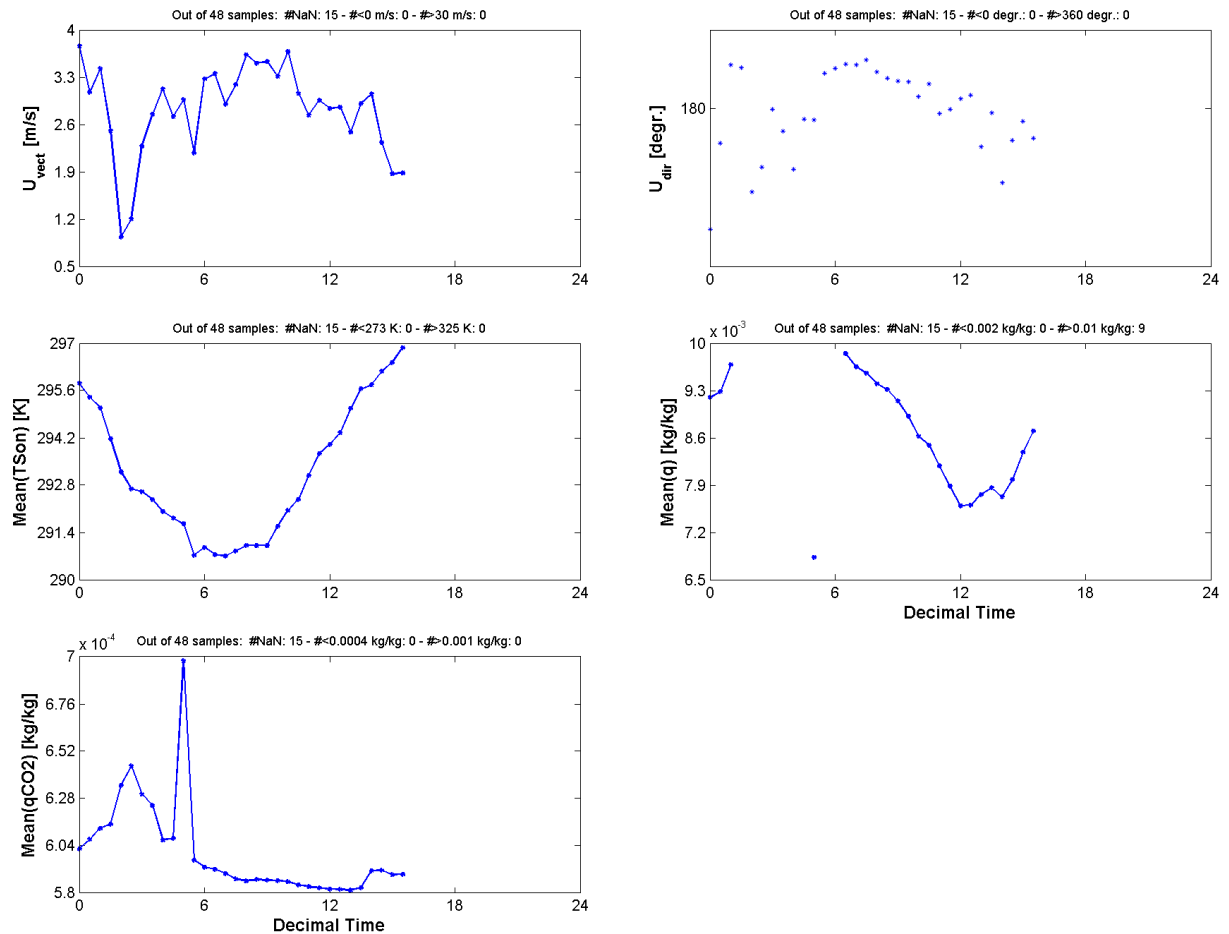 Out of 48 samples:  #NaN: 15 - #<0 m/s: 0 - #>30 m/s: 0
4
3.3
2.6
1.9
1.2
0.5
U_vect [m/s]
0 6 12 18 24
Out of 48 samples:  #NaN: 15 - #<0 degr.: 0 - #>360 degr.: 0
180
U_dir [degr.]
0 6 12 18 24
Out of 48 samples:  #NaN: 15 - #<273 K: 0 - #>325 K: 0
297
295.6
294.2
292.8
291.4
290
Mean(TSon) [K]
0 6 12 18 24
Out of 48 samples:  #NaN: 15 - #<0.002 kg/kg: 0 - #>0.01 kg/kg: 9
x 10^-3
10
9.3
8.6
7.9
7.2
6.5
Mean(q) [kg/kg]
0 6 12 18 24
Decimal Time
Out of 48 samples:  #NaN: 15 - #<0.0004 kg/kg: 0 - #>0.001 kg/kg: 0
x 10^-4
7
6.76
6.52
6.28
6.04
5.8
Mean(qCO2) [kg/kg]
0 6 12 18 24
Decimal Time